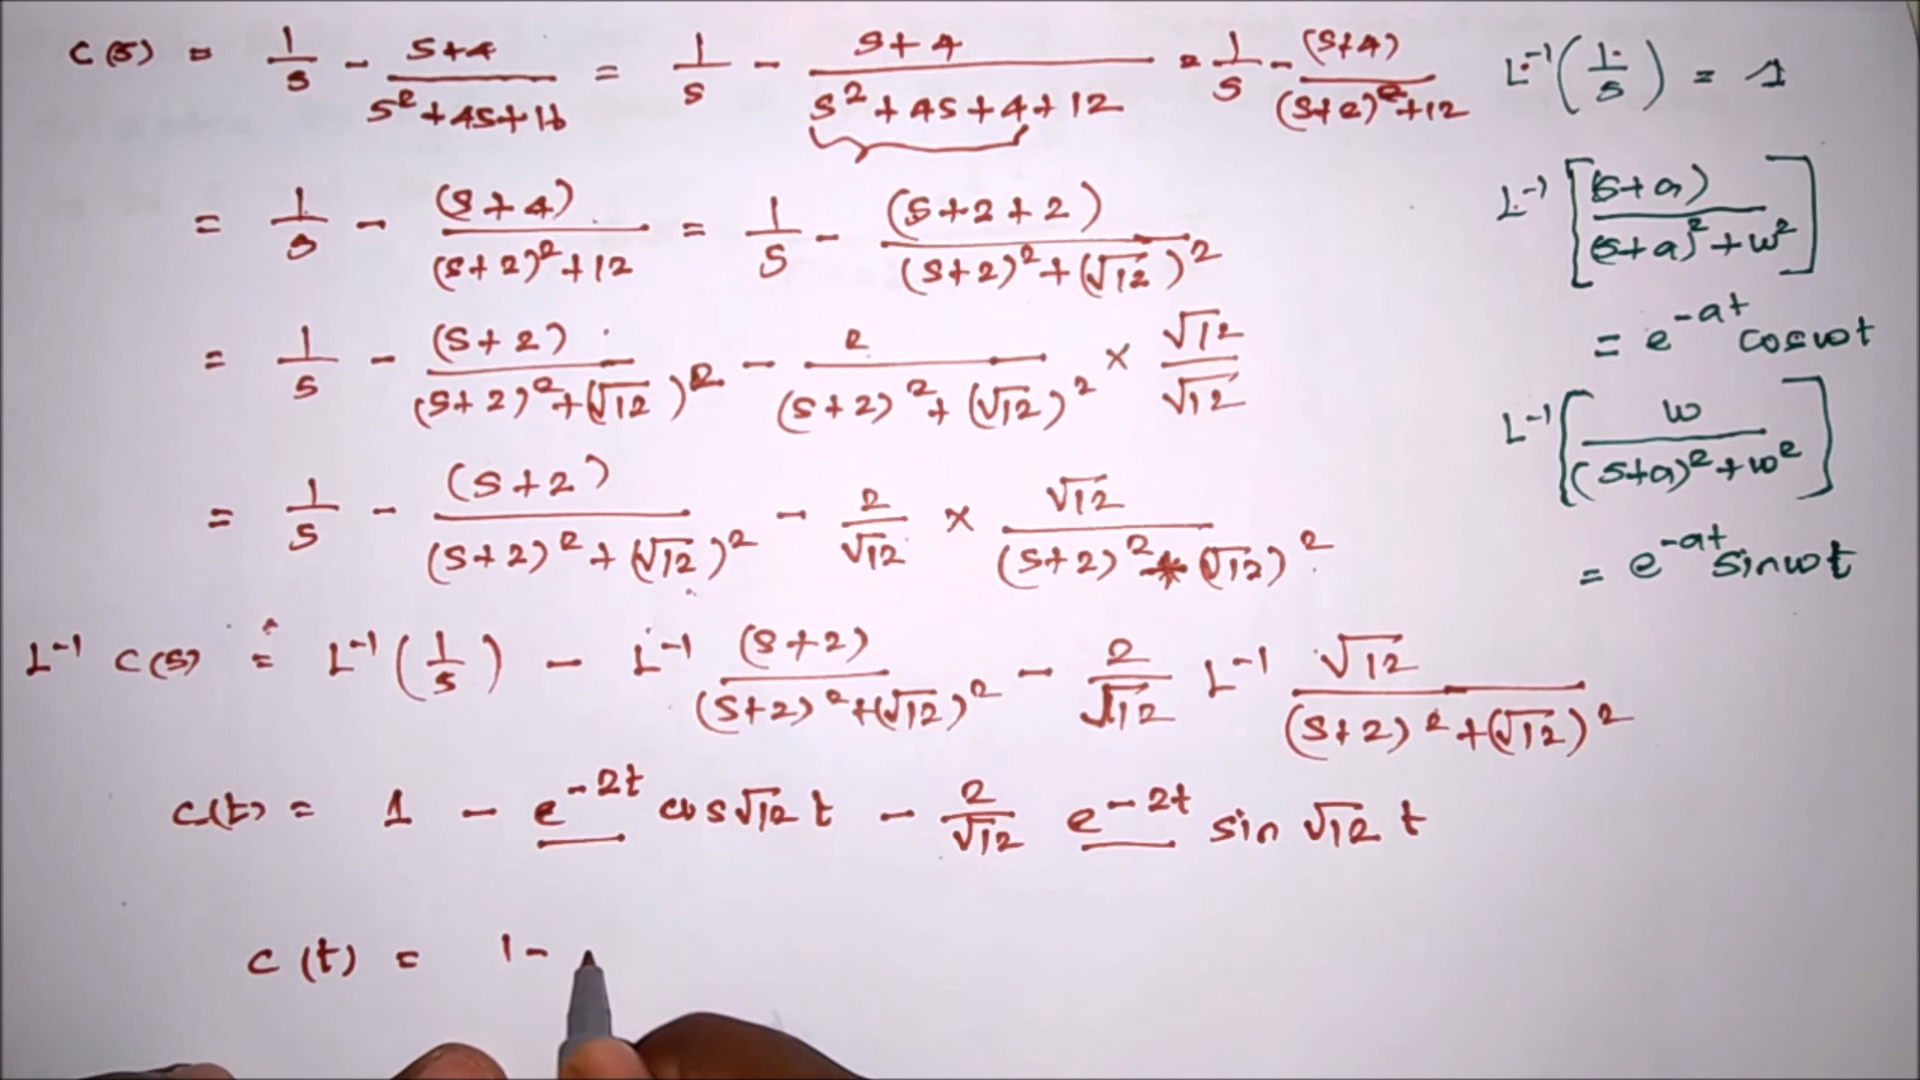 C(S) = 1/S - S+4/S²+4S+16 = 1/S - S+4/S²+4S+4+12 = 1/S - (S+4)/(S+2)²+12
= 1/S - (S+4)/(S+2)²+12 = 1/S - (S+2+2)/(S+2)²+(√12)²
= 1/S - (S+2)/(S+2)²+(√12)² - 2/(S+2)²+(√12)² × √12/√12
= 1/S - (S+2)/(S+2)²+(√12)² - 2/√12 × √12/(S+2)²+(√12)²
L⁻¹ C(S) = L⁻¹(1/S) - L⁻¹ (S+2)/(S+2)²+(√12)² - 2/√12 L⁻¹ √12/(S+2)²+(√12)²
C(t) = 1 - e⁻²ᵗ cos√12 t - 2/√12 e⁻²ᵗ sin √12 t
C(t) = 1-
L⁻¹(1/S) = 1
L⁻¹[(S+a)/(S+a)²+ω²]
= e⁻ᵃᵗ cosωt
L⁻¹[ω/(S+a)²+ω²]
= e⁻ᵃᵗ sinωt